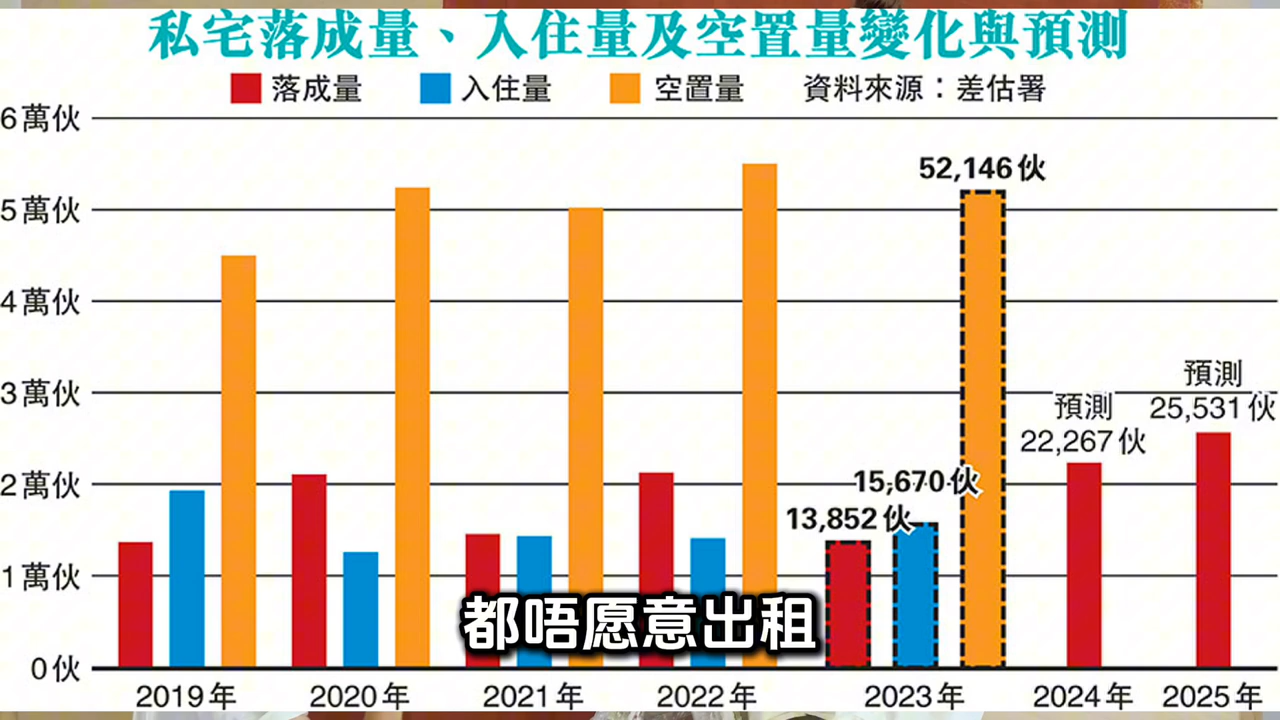 私宅落成量、入住量及空置量變化與預測
落成量 入住量 空置量 資料來源：差估署
6萬伙
52,146伙
5萬伙
4萬伙
3萬伙
預測
25,531伙
預測
22,267伙
2萬伙
15,670伙
13,852伙
1萬伙
都唔愿意出租
0伙
2019年 2020年 2021年 2022年 2023年 2024年 2025年